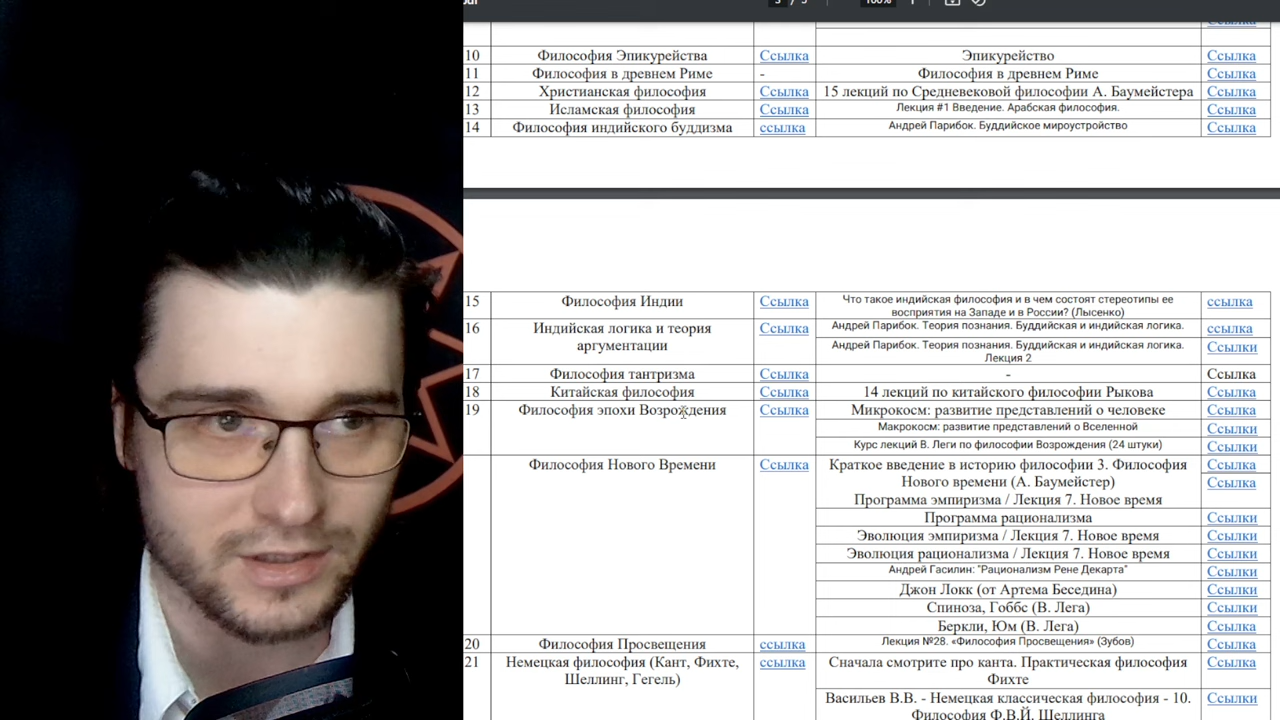 pdf
3 / 5
100%
Ссылка
10 Философия Эпикурейства Ссылка Эпикурейство Ссылка
11 Философия в древнем Риме - Философия в древнем Риме Ссылка
12 Христианская философия Ссылка 15 лекций по Средневековой философии А. Баумейстера Ссылка
13 Исламская философия Ссылка Лекция #1 Введение. Арабская философия. Ссылка
14 Философия индийского буддизма ссылка Андрей Парибок. Буддийское мироустройство Ссылка
15 Философия Индии Ссылка Что такое индийская философия и в чем состоят стереотипы ее ссылка
восприятия на Западе и в России? (Лысенко)
16 Индийская логика и теория Ссылка Андрей Парибок. Теория познания. Буддийская и индийская логика. ссылка
аргументации Андрей Парибок. Теория познания. Буддийская и индийская логика. Ссылки
Лекция 2
17 Философия тантризма Ссылка - Ссылка
18 Китайская философия Ссылка 14 лекций по китайского философии Рыкова Ссылка
19 Философия эпохи Возрождения Ссылка Микрокосм: развитие представлений о человеке Ссылка
Макрокосм: развитие представлений о Вселенной Ссылки
Курс лекций В. Леги по философии Возрождения (24 штуки) Ссылки
Философия Нового Времени Ссылка Краткое введение в историю философии 3. Философия Ссылка
Нового времени (А. Баумейстер) Ссылка
Программа эмпиризма / Лекция 7. Новое время
Программа рационализма Ссылки
Эволюция эмпиризма / Лекция 7. Новое время Ссылки
Эволюция рационализма / Лекция 7. Новое время Ссылки
Андрей Гасилин: "Рационализм Рене Декарта" Ссылки
Джон Локк (от Артема Беседина) Ссылка
Спиноза, Гоббс (В. Лега) Ссылки
Беркли, Юм (В. Лега) Ссылка
20 Философия Просвещения ссылка Лекция №28. «Философия Просвещения» (Зубов) Ссылка
21 Немецкая философия (Кант, Фихте, ссылка Сначала смотрите про канта. Практическая философия Ссылка
Шеллинг, Гегель) Фихте
Васильев В.В. - Немецкая классическая философия - 10. Ссылки
Философия Ф.В.Й. Шеллинга